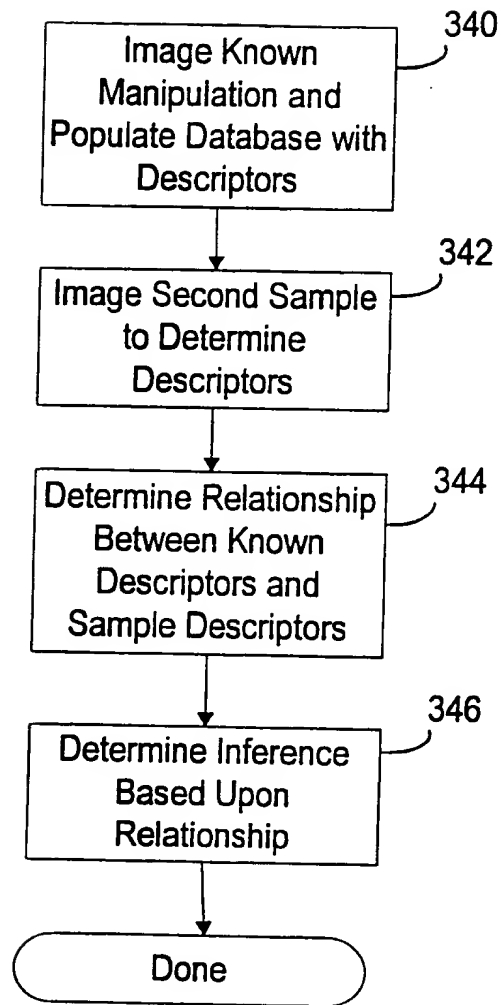 340
Image Known
Manipulation and
Populate Database with
Descriptors
342
Image Second Sample
to Determine
Descriptors
344
Determine Relationship
Between Known
Descriptors and
Sample Descriptors
346
Determine Inference
Based Upon
Relationship
Done